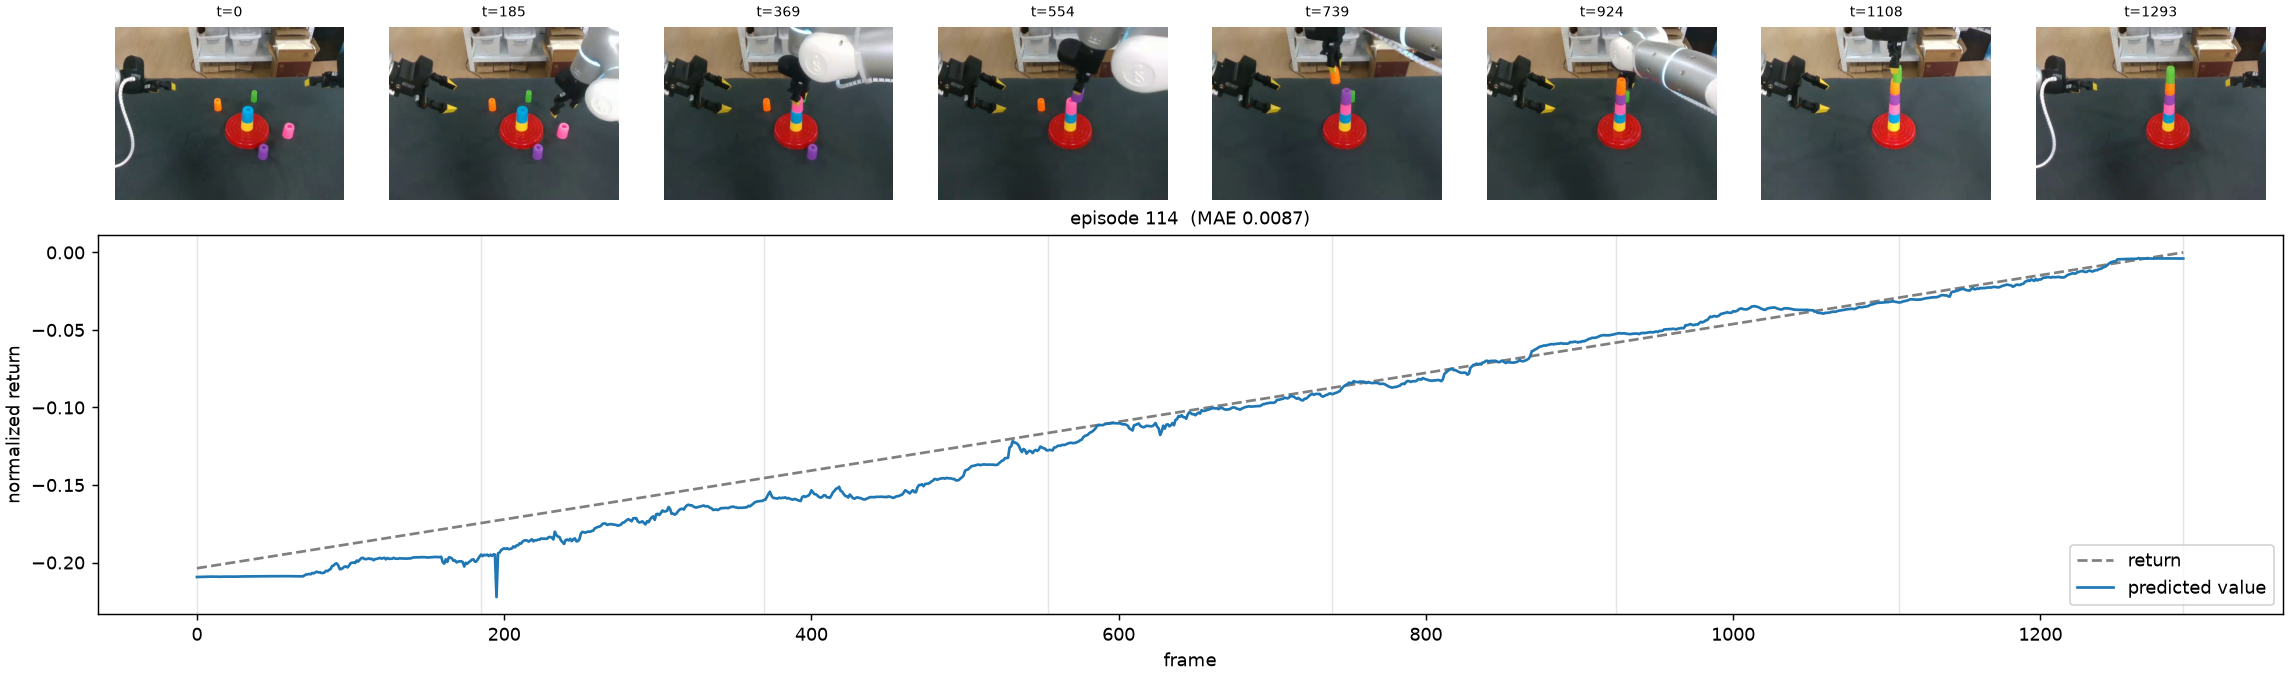 t=0
t=185
t=369
t=554
t=739
t=924
t=1108
t=1293
episode 114 (MAE 0.0087)
normalized return
0.00
−0.05
−0.10
−0.15
−0.20
0
200
400
600
800
1000
1200
frame
return
predicted value